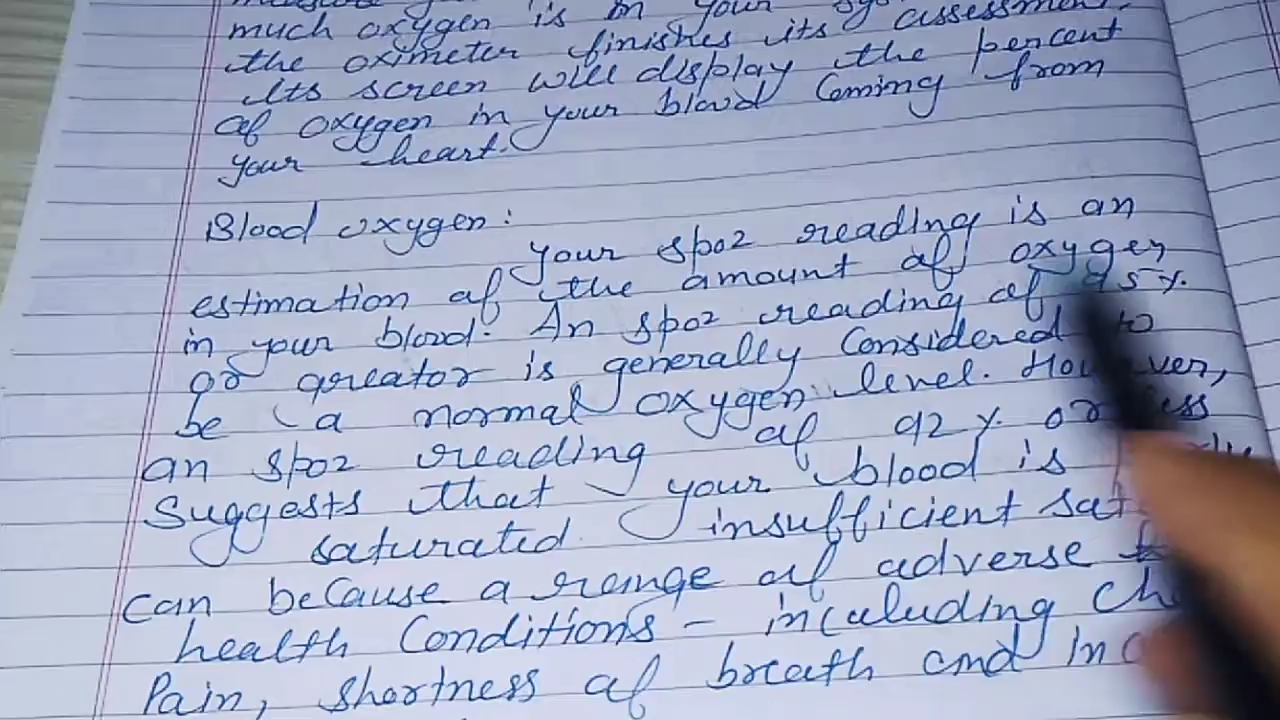 much oxygen is in your
the oximeter finishes its assessment.
its screen will display the percent
of oxygen in your blood coming from
your heart.
Blood oxygen:
your spo2 reading is an
estimation of the amount of oxygen
in your blood. An spo2 reading of 95%
or greator is generally Considered to
be a normal oxygen level. However,
an spo2 reading of 92% or
Suggests that your blood is
saturated. insufficient
can because a range of adverse
health Conditions - incaluding
Pain, shortness of breath and